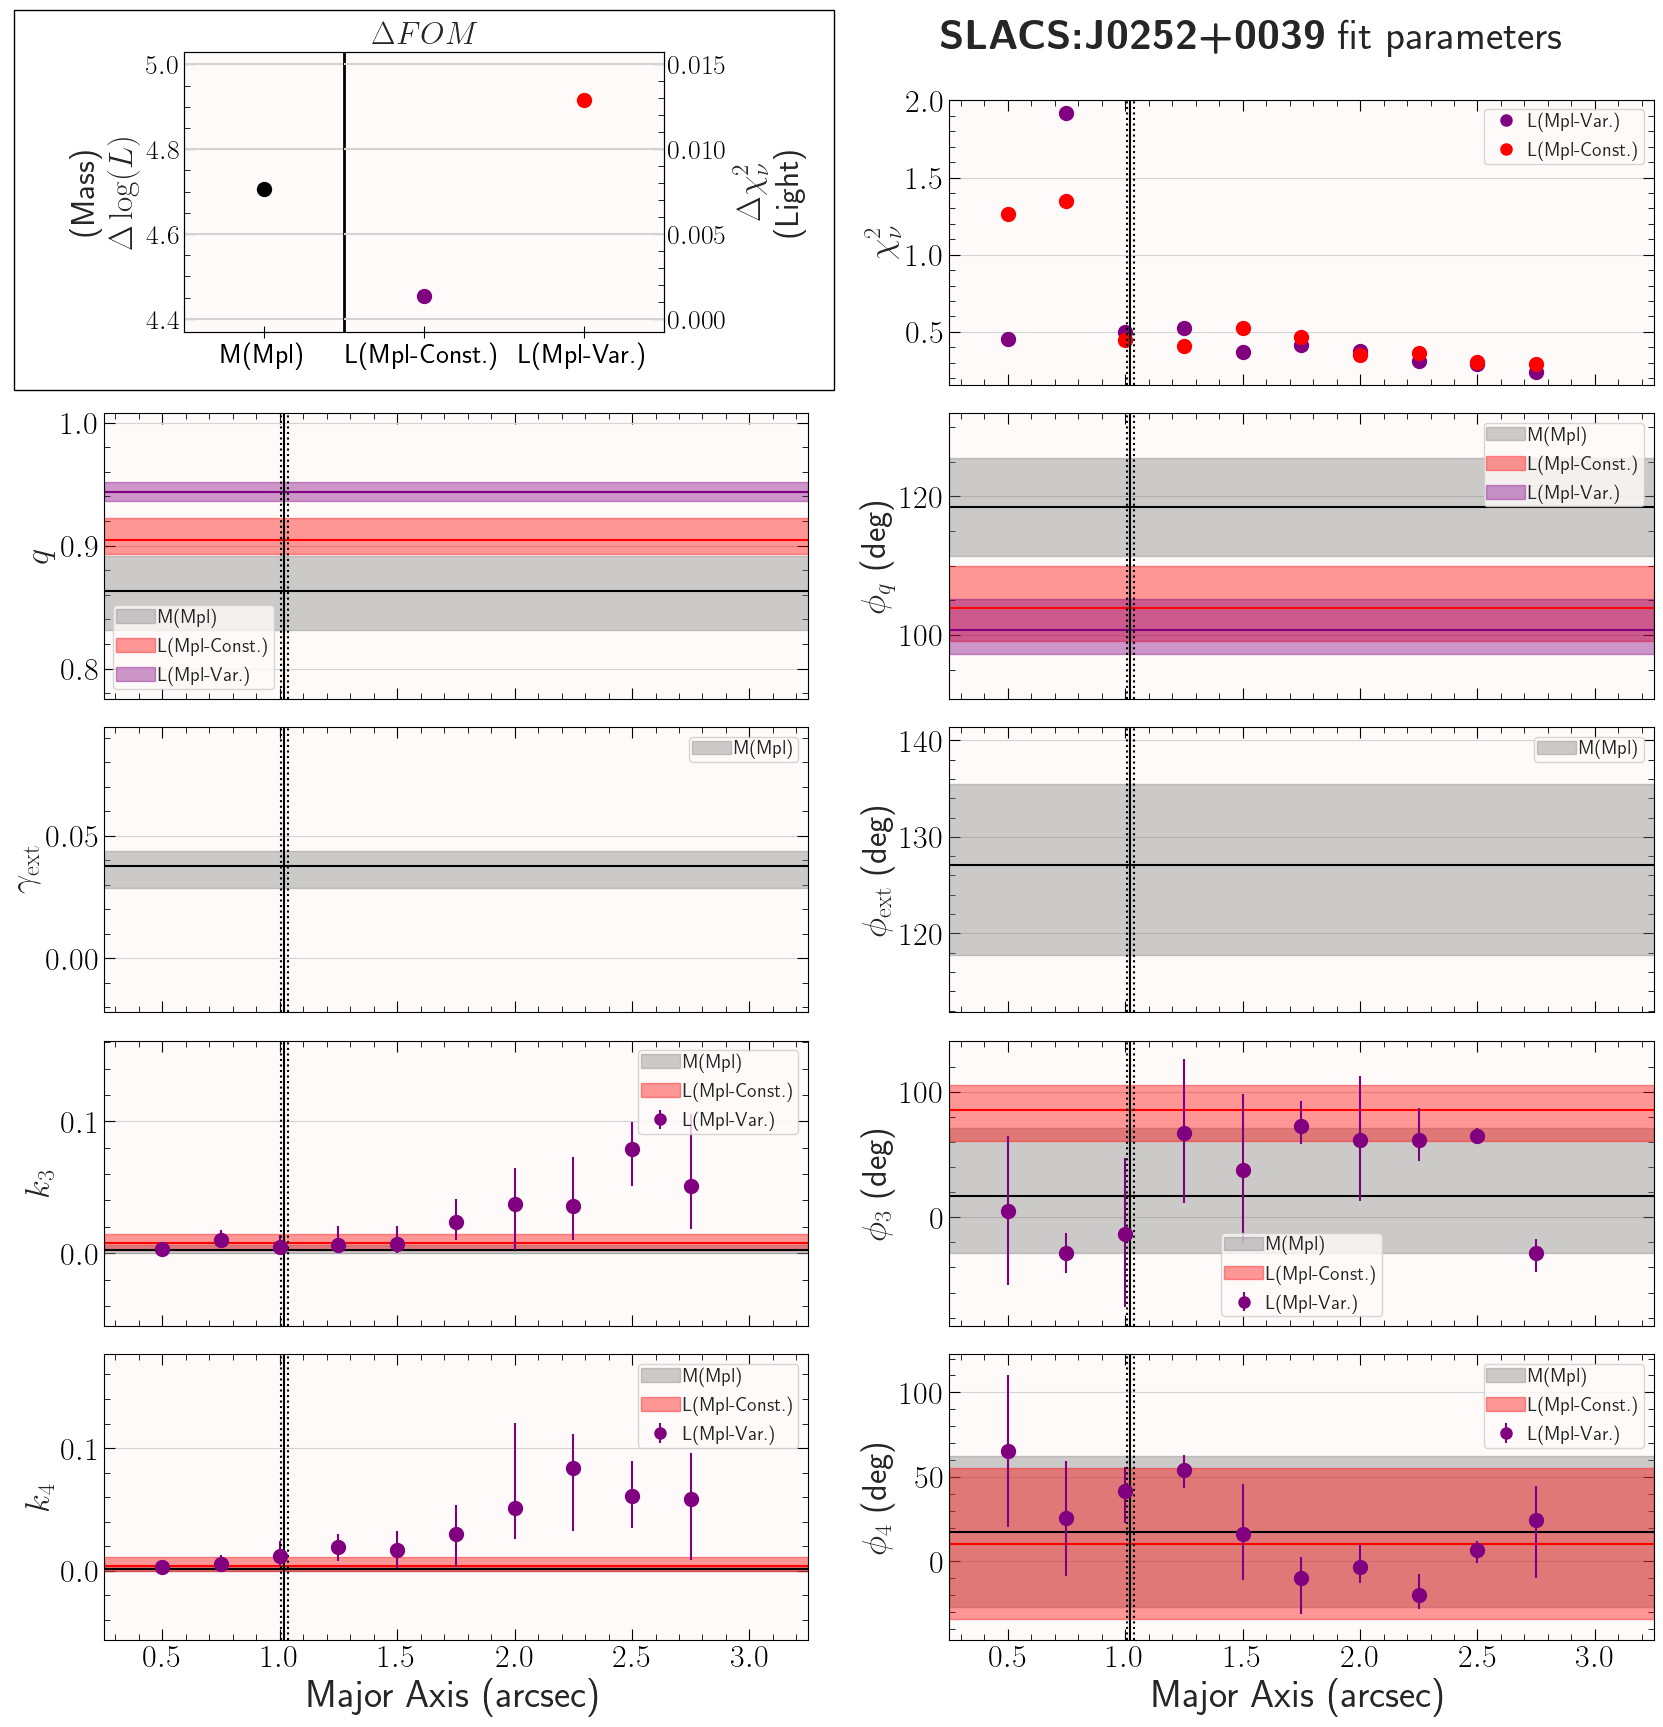 SLACS:J0252+0039 fit parameters
ΔFOM
(Mass)
Δ log(L)
5.0
4.8
4.6
4.4
0.015
0.010
0.005
0.000
Δχ²ᵥ
(Light)
M(Mpl) L(Mpl-Const.) L(Mpl-Var.)
χ²ᵥ
2.0
1.5
1.0
0.5
L(Mpl-Var.)
L(Mpl-Const.)
q
1.0
0.9
0.8
M(Mpl)
L(Mpl-Const.)
L(Mpl-Var.)
ϕq (deg)
120
100
M(Mpl)
L(Mpl-Const.)
L(Mpl-Var.)
γext
0.05
0.00
M(Mpl)
ϕext (deg)
140
130
120
M(Mpl)
k3
0.1
0.0
M(Mpl)
L(Mpl-Const.)
L(Mpl-Var.)
ϕ3 (deg)
100
0
M(Mpl)
L(Mpl-Const.)
L(Mpl-Var.)
k4
0.1
0.0
M(Mpl)
L(Mpl-Const.)
L(Mpl-Var.)
0.5 1.0 1.5 2.0 2.5 3.0
Major Axis (arcsec)
ϕ4 (deg)
100
50
0
M(Mpl)
L(Mpl-Const.)
L(Mpl-Var.)
0.5 1.0 1.5 2.0 2.5 3.0
Major Axis (arcsec)